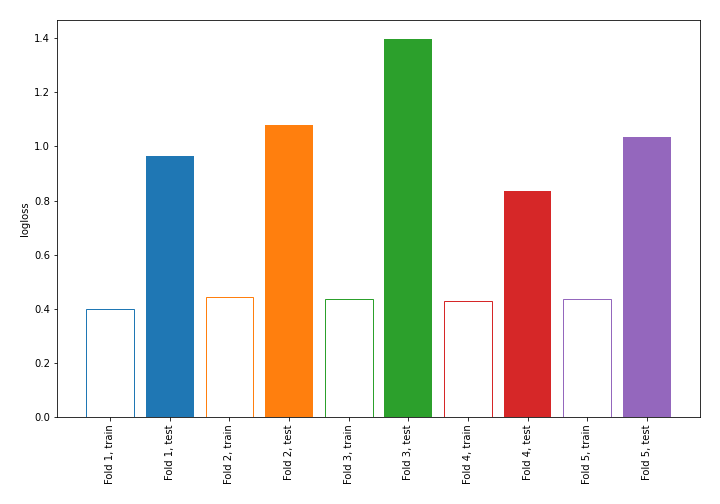 1.4
1.2
1.0
0.8
0.6
0.4
0.2
0.0
logloss
Fold 1, train
Fold 1, test
Fold 2, train
Fold 2, test
Fold 3, train
Fold 3, test
Fold 4, train
Fold 4, test
Fold 5, train
Fold 5, test